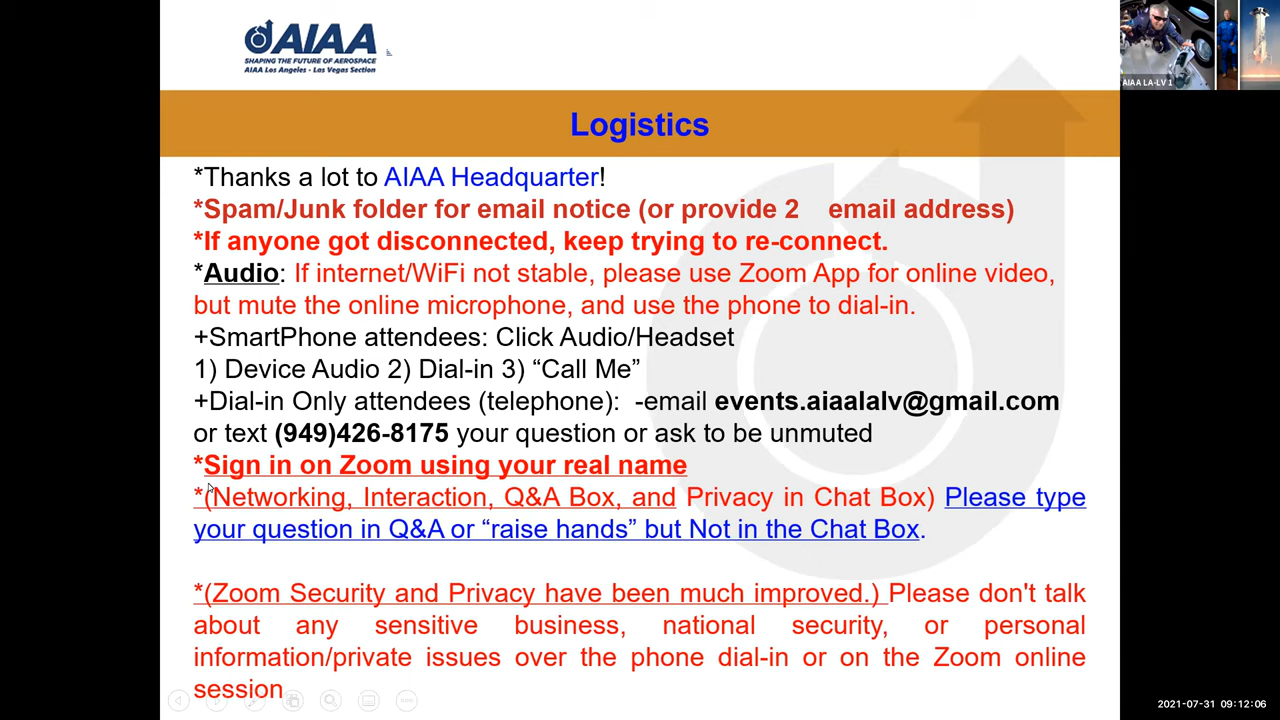 AIAA
SHAPING THE FUTURE OF AEROSPACE
AIAA Los Angeles - Las Vegas Section
AIAA LA-LV 1
Logistics
*Thanks a lot to AIAA Headquarter!
*Spam/Junk folder for email notice (or provide 2 email address)
*If anyone got disconnected, keep trying to re-connect.
*Audio: If internet/WiFi not stable, please use Zoom App for online video,
but mute the online microphone, and use the phone to dial-in.
+SmartPhone attendees: Click Audio/Headset
1) Device Audio 2) Dial-in 3) “Call Me”
+Dial-in Only attendees (telephone): -email events.aiaalalv@gmail.com
or text (949)426-8175 your question or ask to be unmuted
*Sign in on Zoom using your real name
*(Networking, Interaction, Q&A Box, and Privacy in Chat Box) Please type
your question in Q&A or “raise hands” but Not in the Chat Box.
*(Zoom Security and Privacy have been much improved.) Please don't talk
about any sensitive business, national security, or personal
information/private issues over the phone dial-in or on the Zoom online
session
2021-07-31 09:12:06